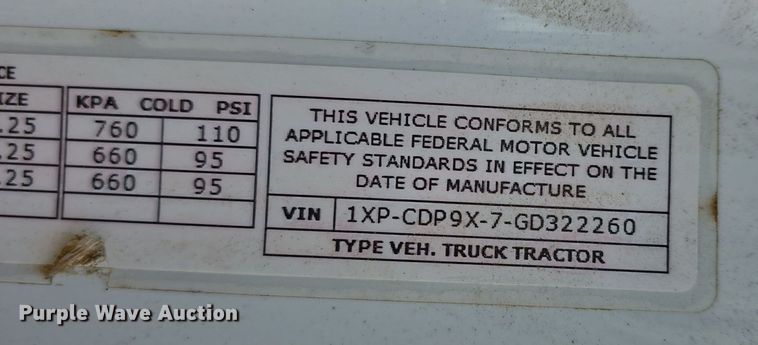 CE
IZE KPA COLD PSI
.25 760 110
.25 660 95
.25 660 95
THIS VEHICLE CONFORMS TO ALL
APPLICABLE FEDERAL MOTOR VEHICLE
SAFETY STANDARDS IN EFFECT ON THE
DATE OF MANUFACTURE
VIN 1XP-CDP9X-7-GD322260
TYPE VEH. TRUCK TRACTOR
Purple Wave Auction